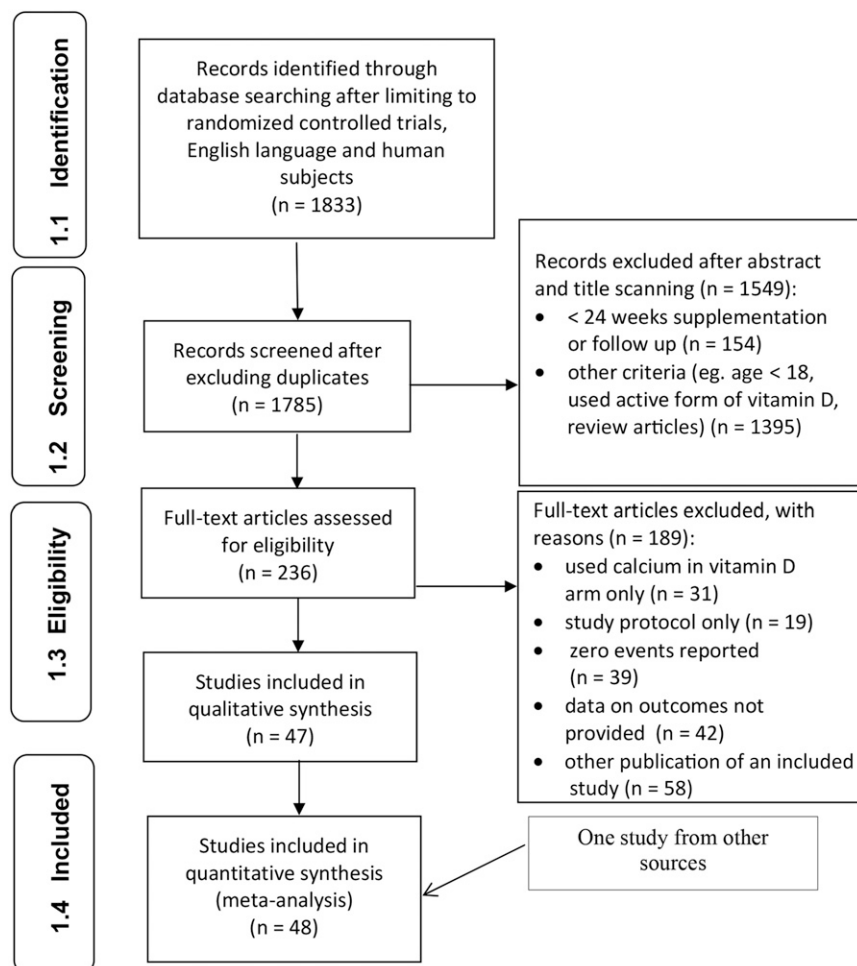 1.1 Identification
Records identified through
database searching after limiting to
randomized controlled trials,
English language and human
subjects
(n = 1833)
1.2 Screening
Records screened after
excluding duplicates
(n = 1785)
Records excluded after abstract
and title scanning (n = 1549):
• < 24 weeks supplementation
or follow up (n = 154)
• other criteria (eg. age < 18,
used active form of vitamin D,
review articles) (n = 1395)
1.3 Eligibility
Full-text articles assessed
for eligibility
(n = 236)
Full-text articles excluded, with
reasons (n = 189):
• used calcium in vitamin D
arm only (n = 31)
• study protocol only (n = 19)
• zero events reported
(n = 39)
• data on outcomes not
provided (n = 42)
• other publication of an included
study (n = 58)
Studies included in
qualitative synthesis
(n = 47)
1.4 Included
Studies included in
quantitative synthesis
(meta-analysis)
(n = 48)
One study from other
sources